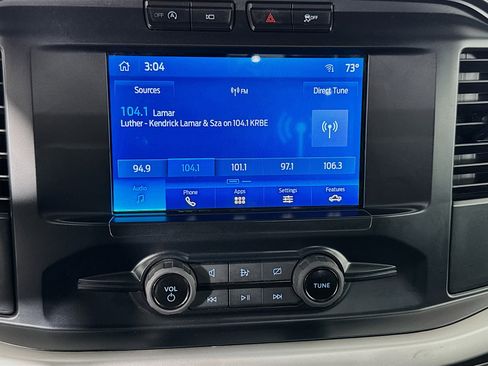 OFF
OFF
3:04
73°
Sources
FM
Direct Tune
104.1 Lamar
Luther - Kendrick Lamar & Sza on 104.1 KRBE
94.9
104.1
101.1
97.1
106.3
Audio
Phone
Apps
Settings
Features
VOL
TUNE